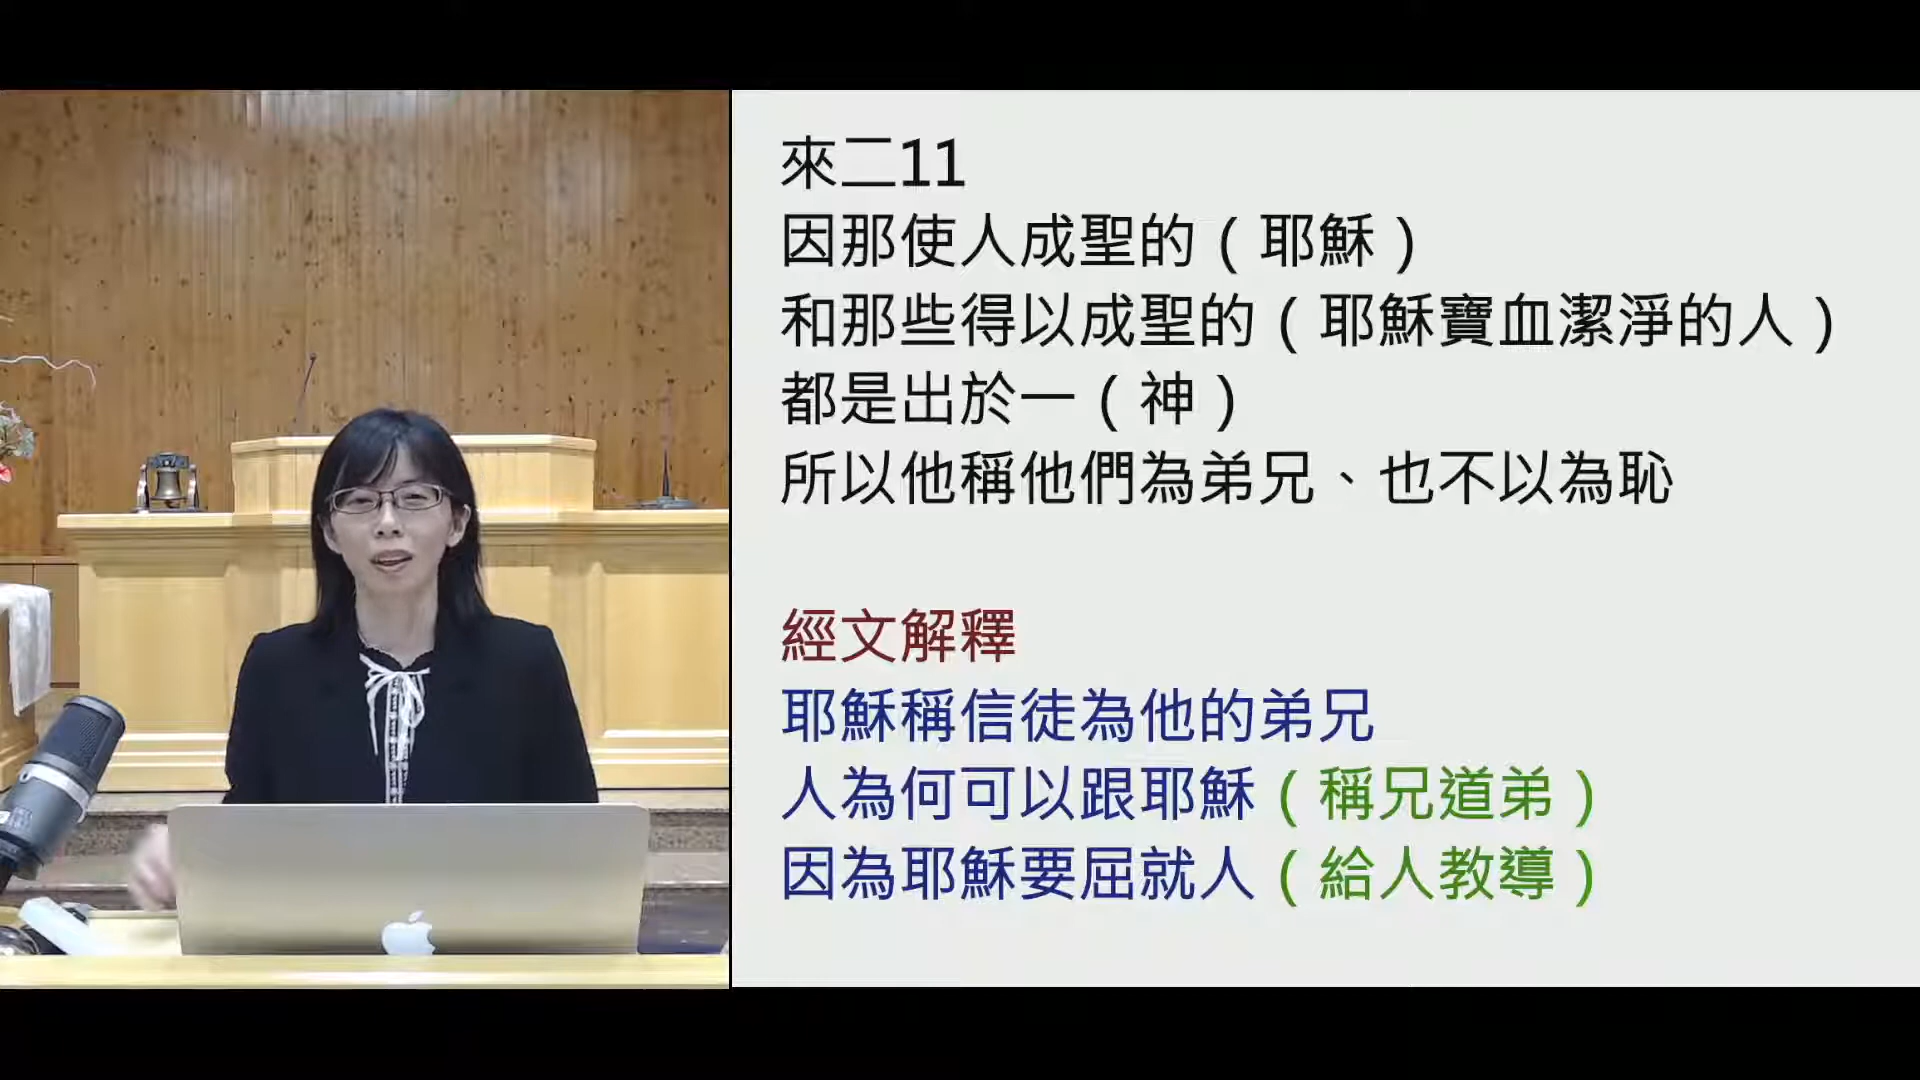 來二11
因那使人成聖的（耶穌）
和那些得以成聖的（耶穌寶血潔淨的人）
都是出於一（神）
所以他稱他們為弟兄、也不以為恥
經文解釋
耶穌稱信徒為他的弟兄
人為何可以跟耶穌（稱兄道弟）
因為耶穌要屈就人（給人教導）